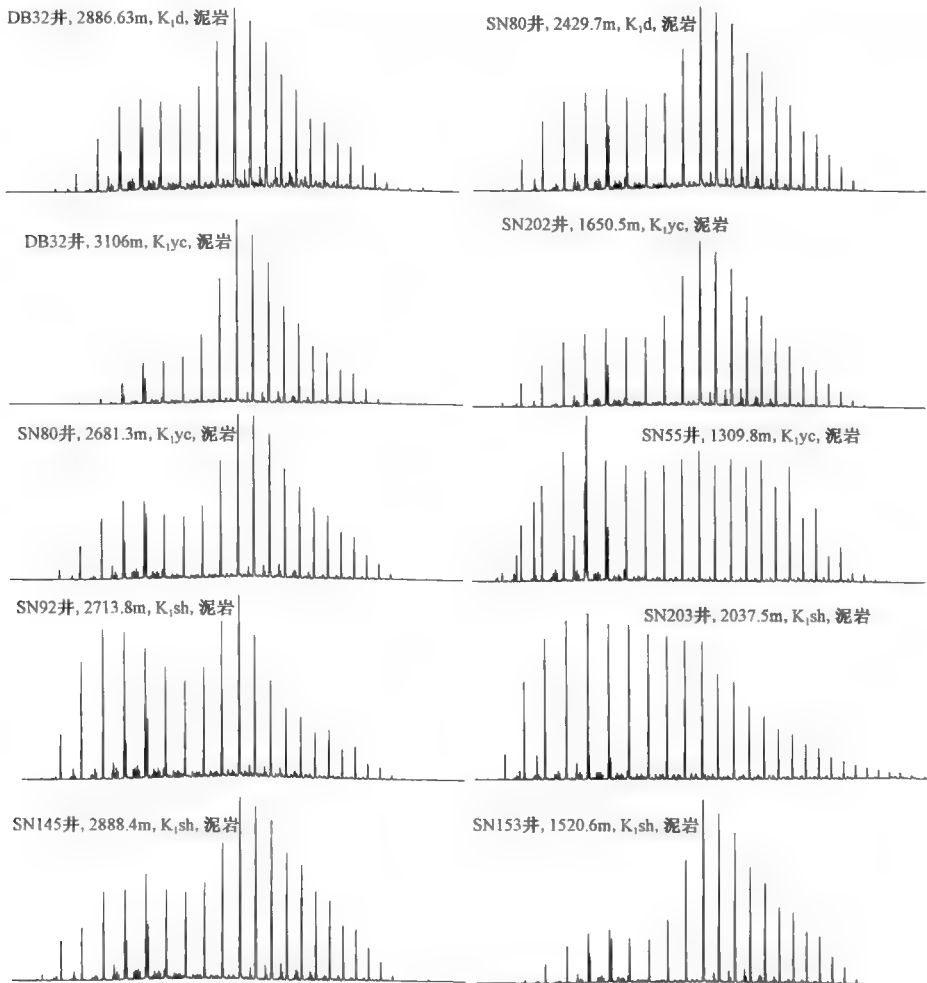 DB32井, 2886.63m, K₁d, 泥岩
SN80井, 2429.7m, K₁d, 泥岩
DB32井, 3106m, K₁yc, 泥岩
SN202井, 1650.5m, K₁yc, 泥岩
SN80井, 2681.3m, K₁yc, 泥岩
SN55井, 1309.8m, K₁yc, 泥岩
SN92井, 2713.8m, K₁sh, 泥岩
SN203井, 2037.5m, K₁sh, 泥岩
SN145井, 2888.4m, K₁sh, 泥岩
SN153井, 1520.6m, K₁sh, 泥岩